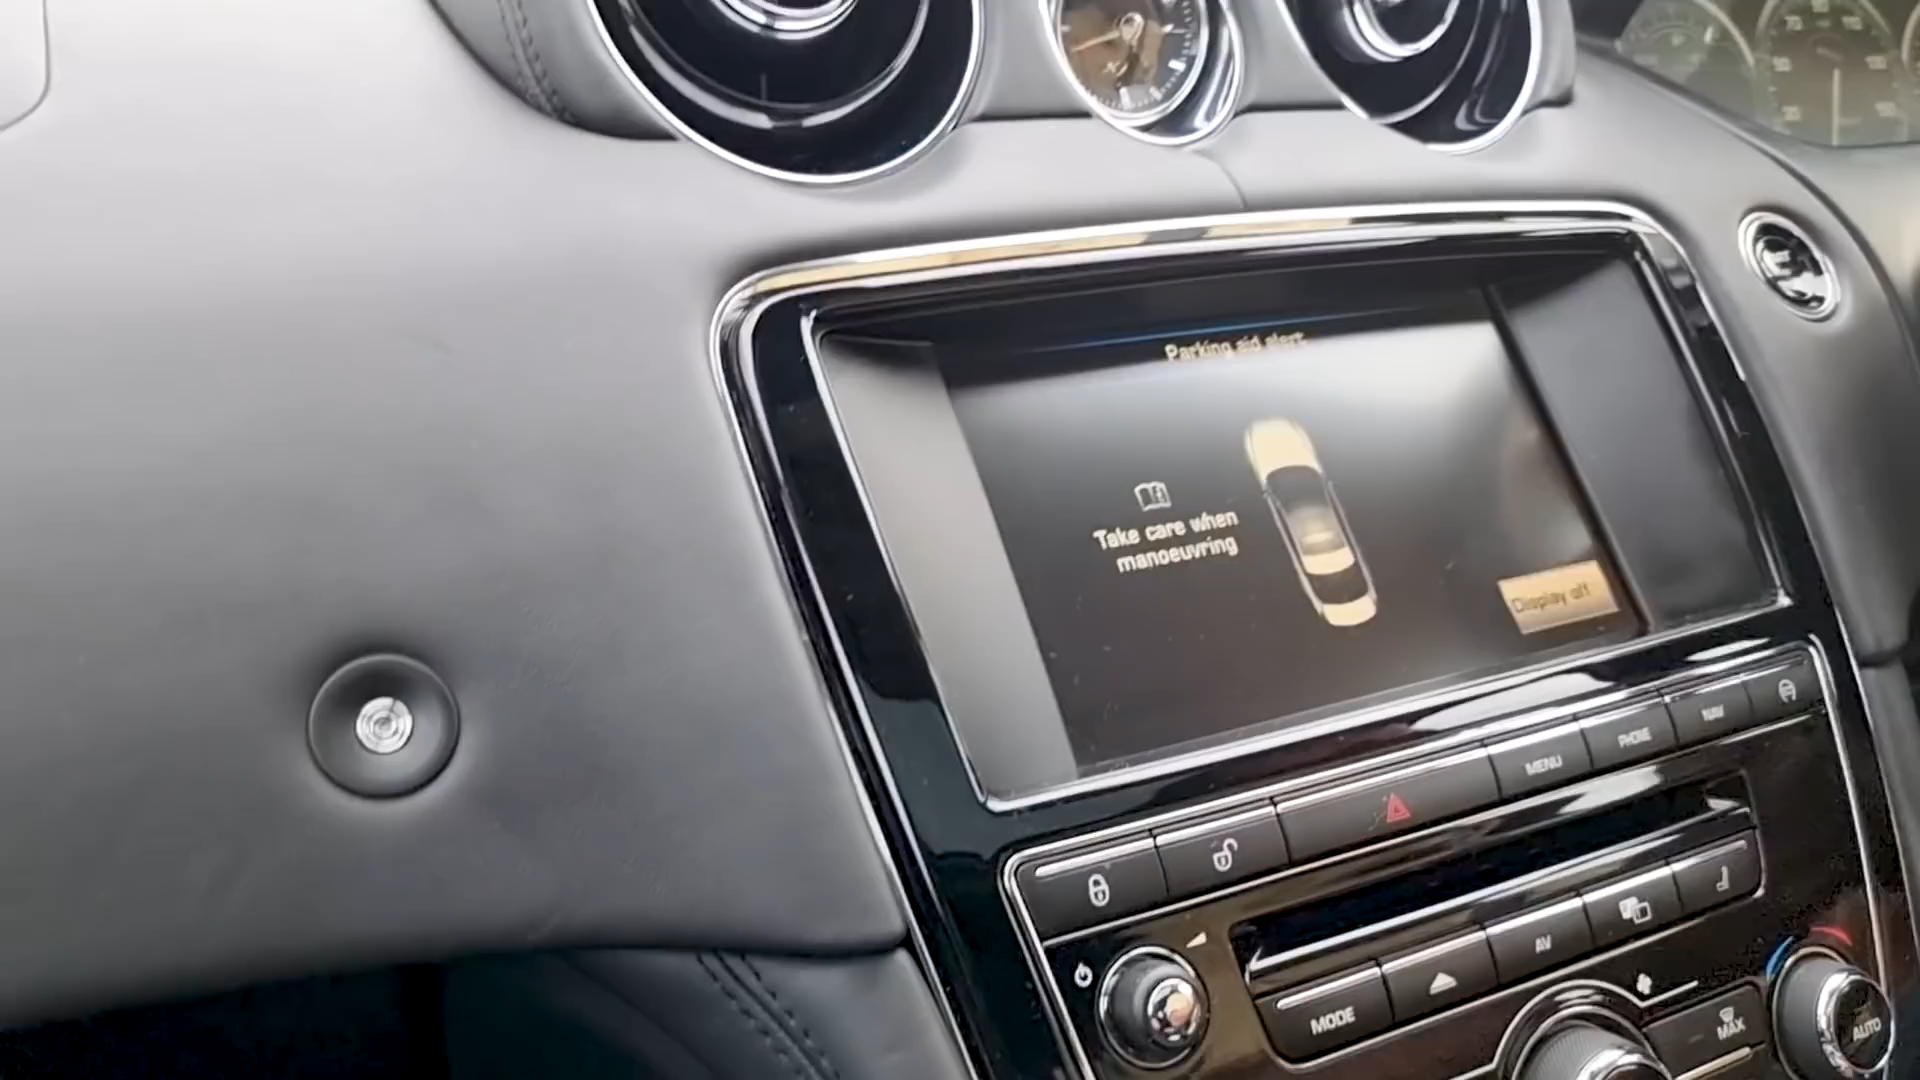 Parking aid alert
Take care when
manoeuvring
Display off
MENU
PHONE
NAV
MODE
AV
MAX
AUTO